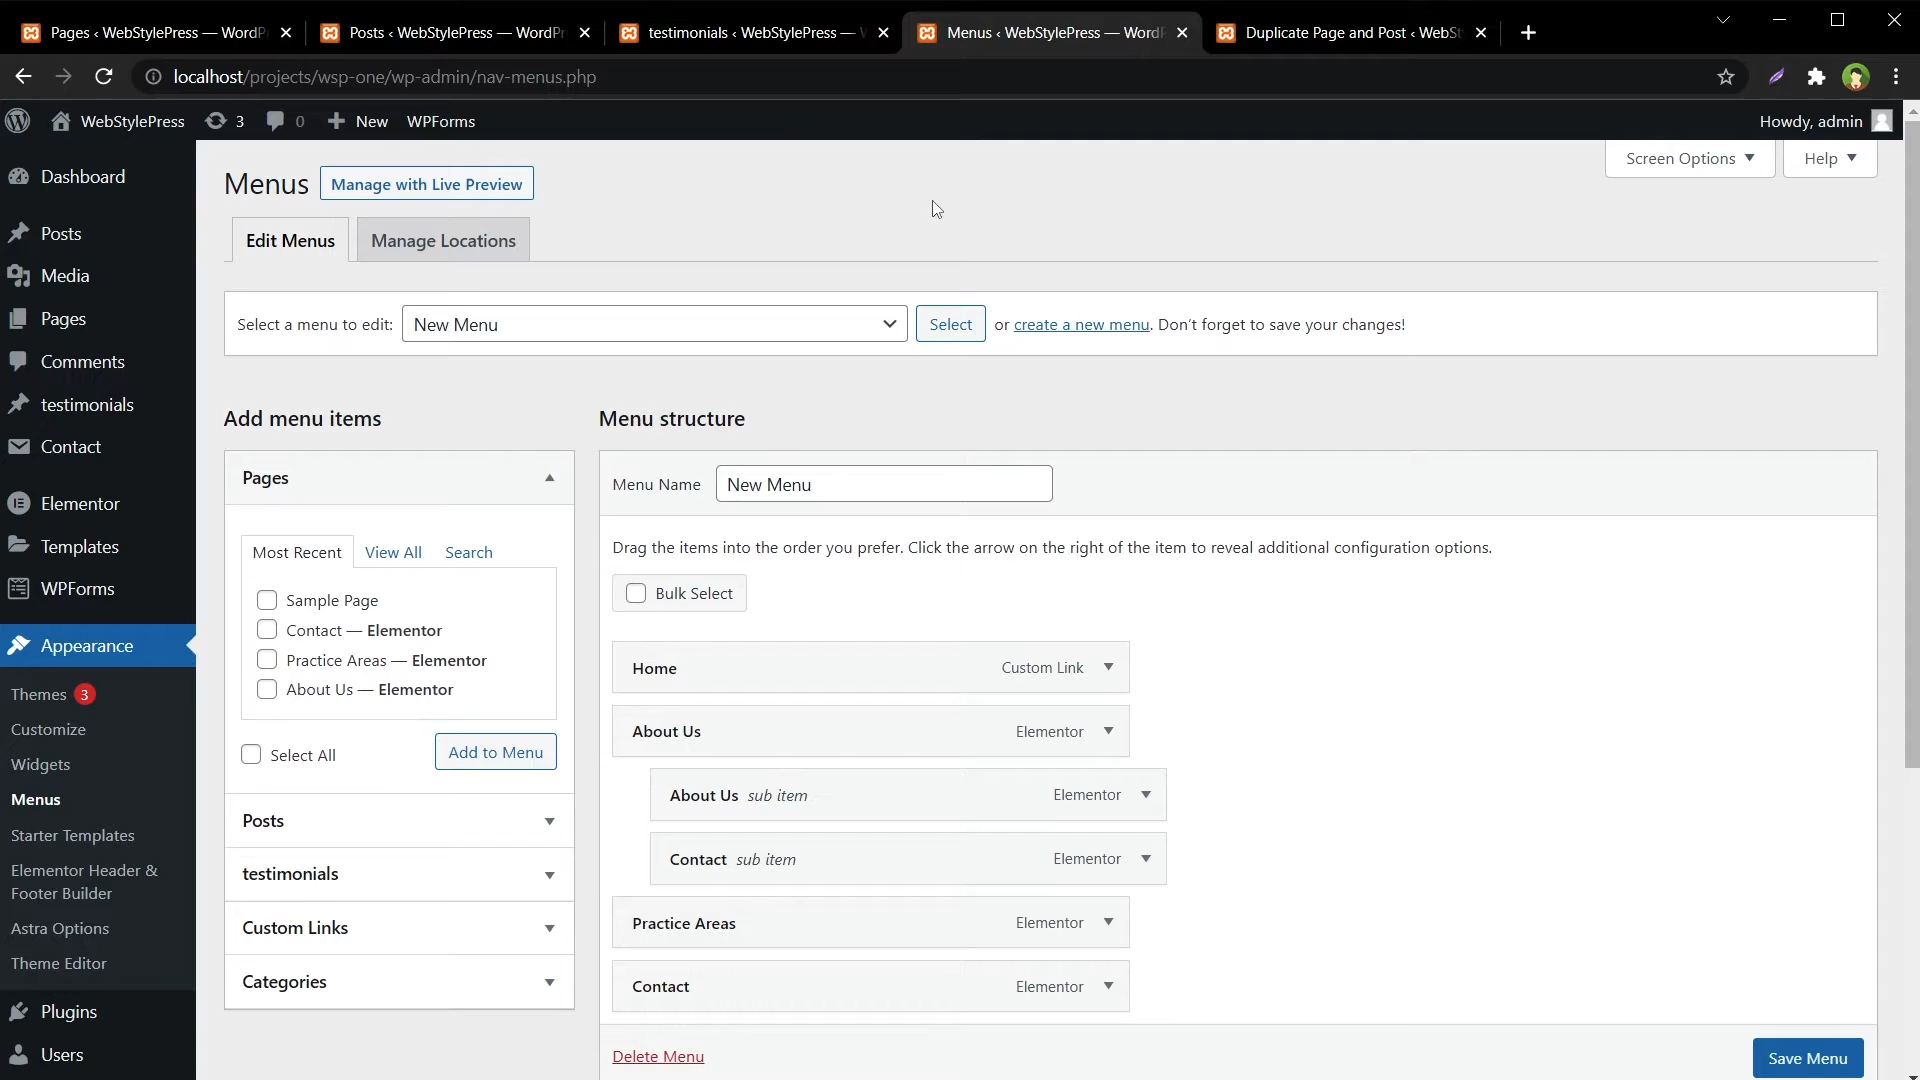 Pages ‹ WebStylePress — WordP
Posts ‹ WebStylePress — WordPr
testimonials ‹ WebStylePress —
Menus ‹ WebStylePress — WordP
Duplicate Page and Post ‹ WebSt
localhost/projects/wsp-one/wp-admin/nav-menus.php
WebStylePress
3
0
New
WPForms
Howdy, admin
Dashboard
Posts
Media
Pages
Comments
testimonials
Contact
Elementor
Templates
WPForms
Appearance
Themes 3
Customize
Widgets
Menus
Starter Templates
Elementor Header &
Footer Builder
Astra Options
Theme Editor
Plugins
Users
Screen Options
Help
Menus
Manage with Live Preview
Edit Menus
Manage Locations
Select a menu to edit:
New Menu
Select
or create a new menu. Don't forget to save your changes!
Add menu items
Pages
Most Recent
View All
Search
Sample Page
Contact — Elementor
Practice Areas — Elementor
About Us — Elementor
Select All
Add to Menu
Posts
testimonials
Custom Links
Categories
Menu structure
Menu Name
New Menu
Drag the items into the order you prefer. Click the arrow on the right of the item to reveal additional configuration options.
Bulk Select
Home Custom Link
About Us Elementor
About Us sub item Elementor
Contact sub item Elementor
Practice Areas Elementor
Contact Elementor
Delete Menu
Save Menu